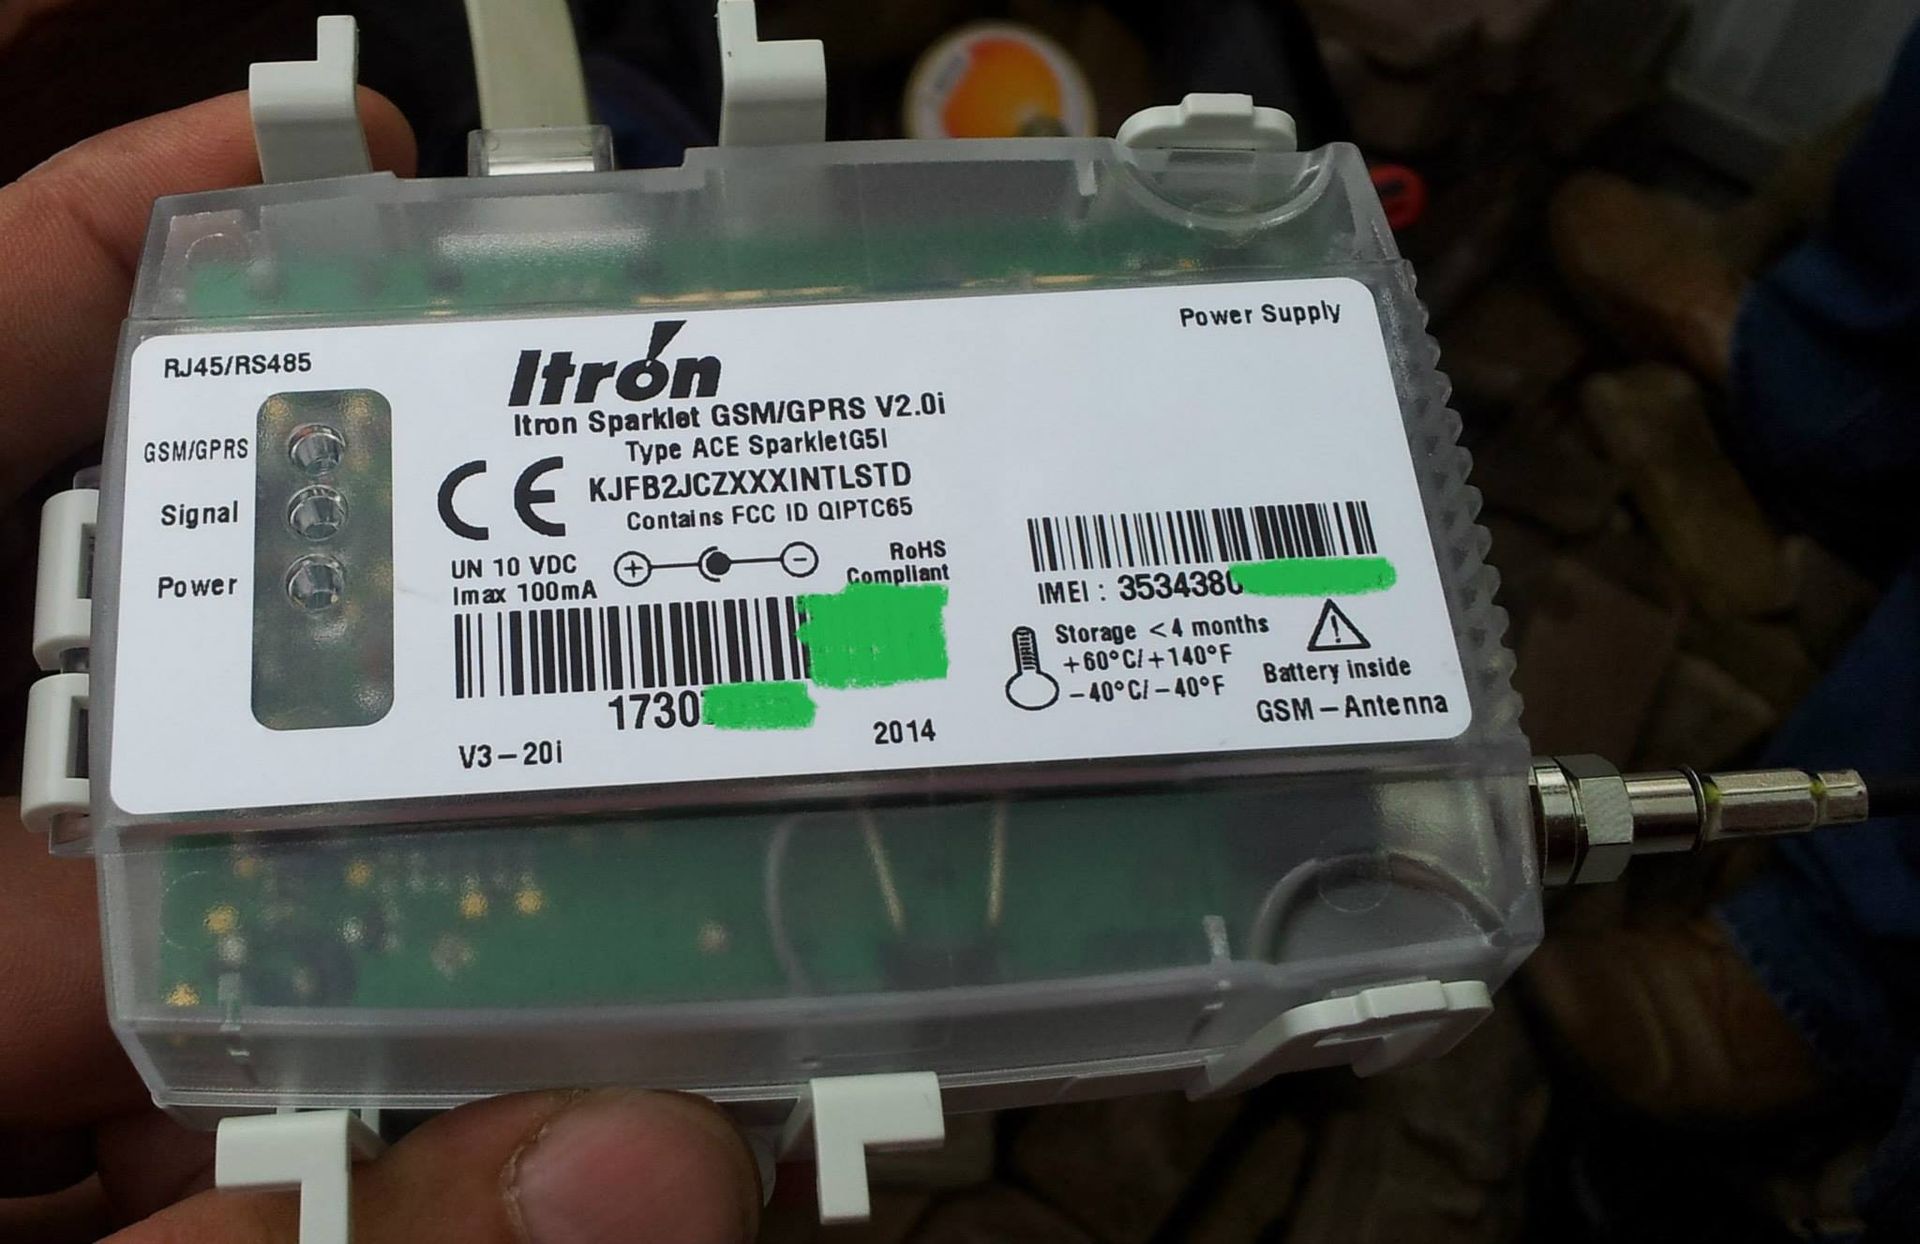 RJ45/RS485
GSM/GPRS
Signal
Power
Itron
Itron Sparklet GSM/GPRS V2.0i
Type ACE SparkletG5I
CE
KJFB2JCZXXXINTLSTD
Contains FCC ID QIPTC65
UN 10 VDC
Imax 100mA
+ −
RoHS
Compliant
1730
V3-20i
2014
Power Supply
IMEI : 3534380
Storage <4 months
+60°C/+140°F
-40°C/-40°F
!
Battery inside
GSM-Antenna